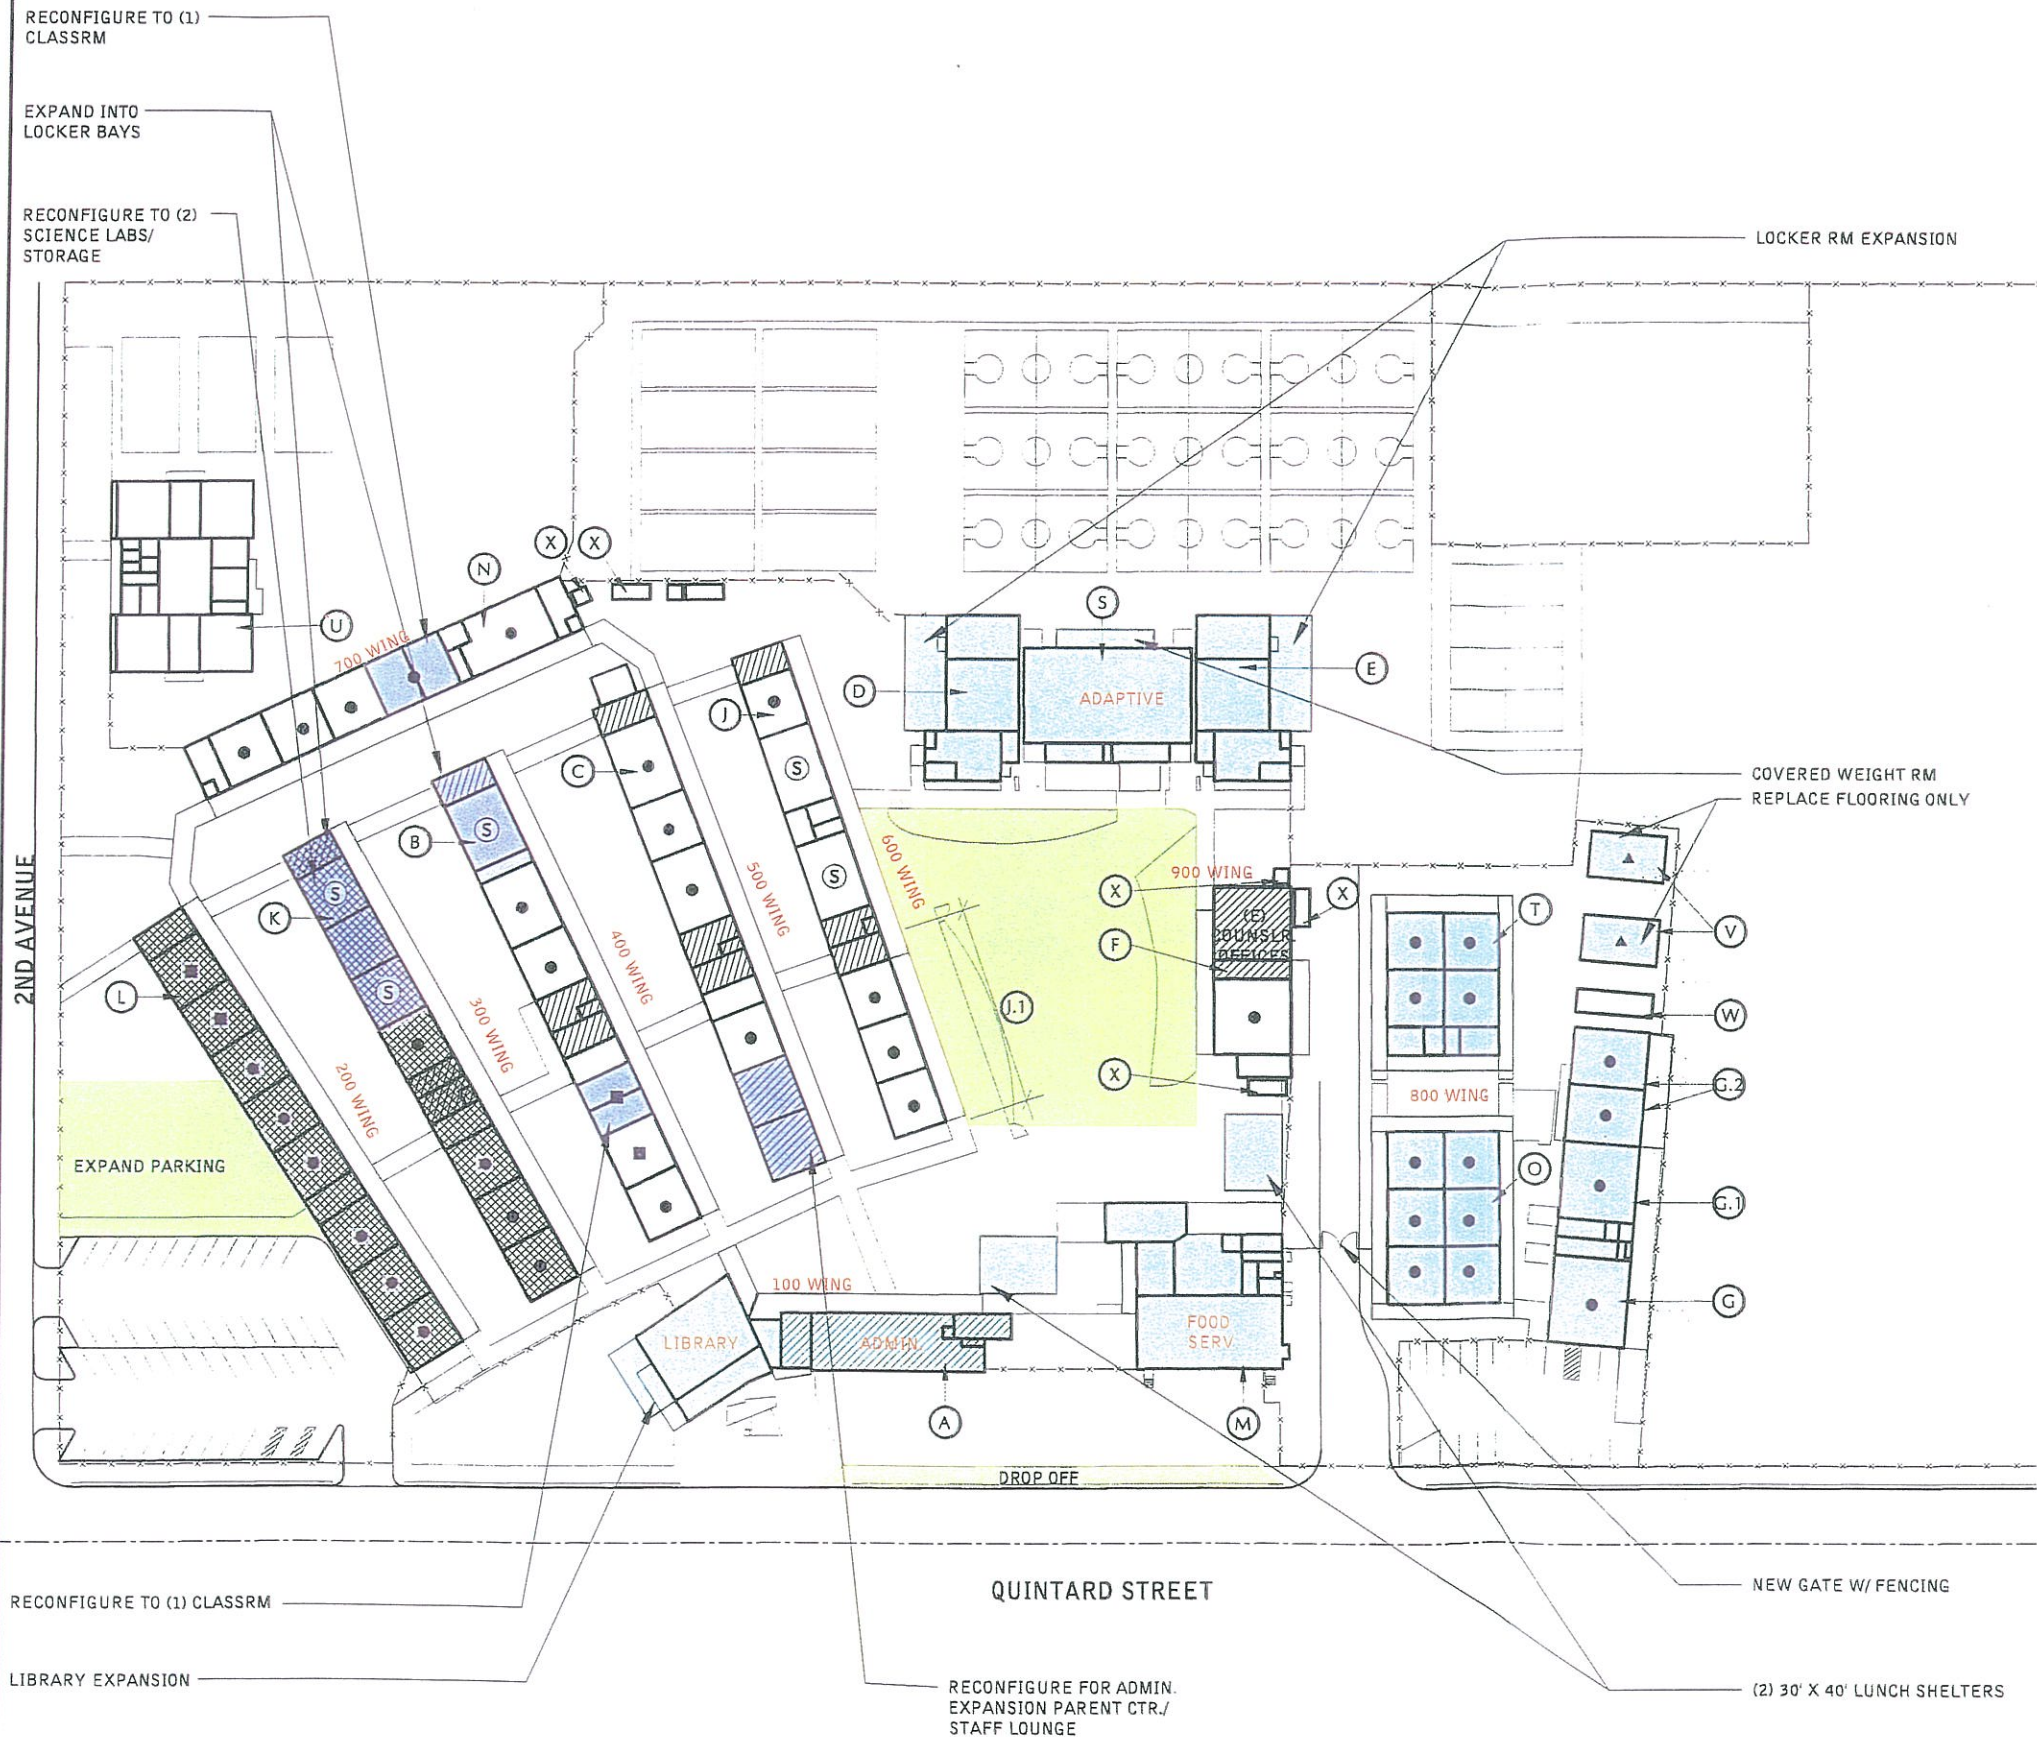 RECONFIGURE TO (1)
CLASSRM
EXPAND INTO
LOCKER BAYS
RECONFIGURE TO (2)
SCIENCE LABS/
STORAGE
LOCKER RM EXPANSION
X
X
N
S
U
700 WING
E
D
ADAPTIVE
J
C
S
COVERED WEIGHT RM
REPLACE FLOORING ONLY
B
S
2ND AVENUE
600 WING
900 WING
500 WING
S
S
X
X
T
K
(E)
COUNSLR
OFFICES
F
V
400 WING
L
S
300 WING
J.1
W
X
G.2
200 WING
800 WING
EXPAND PARKING
O
G.1
100 WING
G
LIBRARY
ADMIN.
FOOD
SERV.
A
M
DROP OFF
QUINTARD STREET
NEW GATE W/ FENCING
RECONFIGURE TO (1) CLASSRM
LIBRARY EXPANSION
RECONFIGURE FOR ADMIN.
EXPANSION PARENT CTR./
STAFF LOUNGE
(2) 30' X 40' LUNCH SHELTERS